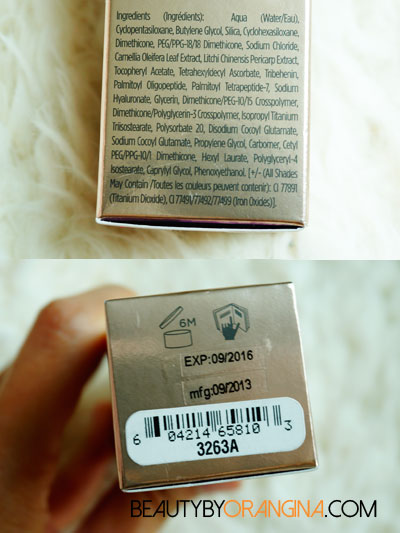 Ingredients (Ingrédients): Aqua (Water/Eau),
Cyclopentasiloxane, Butylene Glycol, Silica, Cyclohexasiloxane,
Dimethicone, PEG/PPG-18/18 Dimethicone, Sodium Chloride,
Camellia Oleifera Leaf Extract, Litchi Chinensis Pericarp Extract,
Tocopheryl Acetate, Tetrahexyldecyl Ascorbate, Tribehenin,
Palmitoyl Oligopeptide, Palmitoyl Tetrapeptide-7, Sodium
Hyaluronate, Glycerin, Dimethicone/PEG-10/15 Crosspolymer,
Dimethicone/Polyglycerin-3 Crosspolymer, Isopropyl Titanium
Triisostearate, Polysorbate 20, Disodium Cocoyl Glutamate,
Sodium Cocoyl Glutamate, Propylene Glycol, Carbomer, Cetyl
PEG/PPG-10/1 Dimethicone, Hexyl Laurate, Polyglyceryl-4
Isostearate, Caprylyl Glycol, Phenoxyethanol. [+/- (All Shades
May Contain /Toutes les couleurs peuvent contenir): CI 77891
(Titanium Dioxide), CI 77491/77492/77499 (Iron Oxides)].
6M
EXP:09/2016
mfg:09/2013
6 04214 65810 3
3263A
BEAUTYBYORANGINA.COM